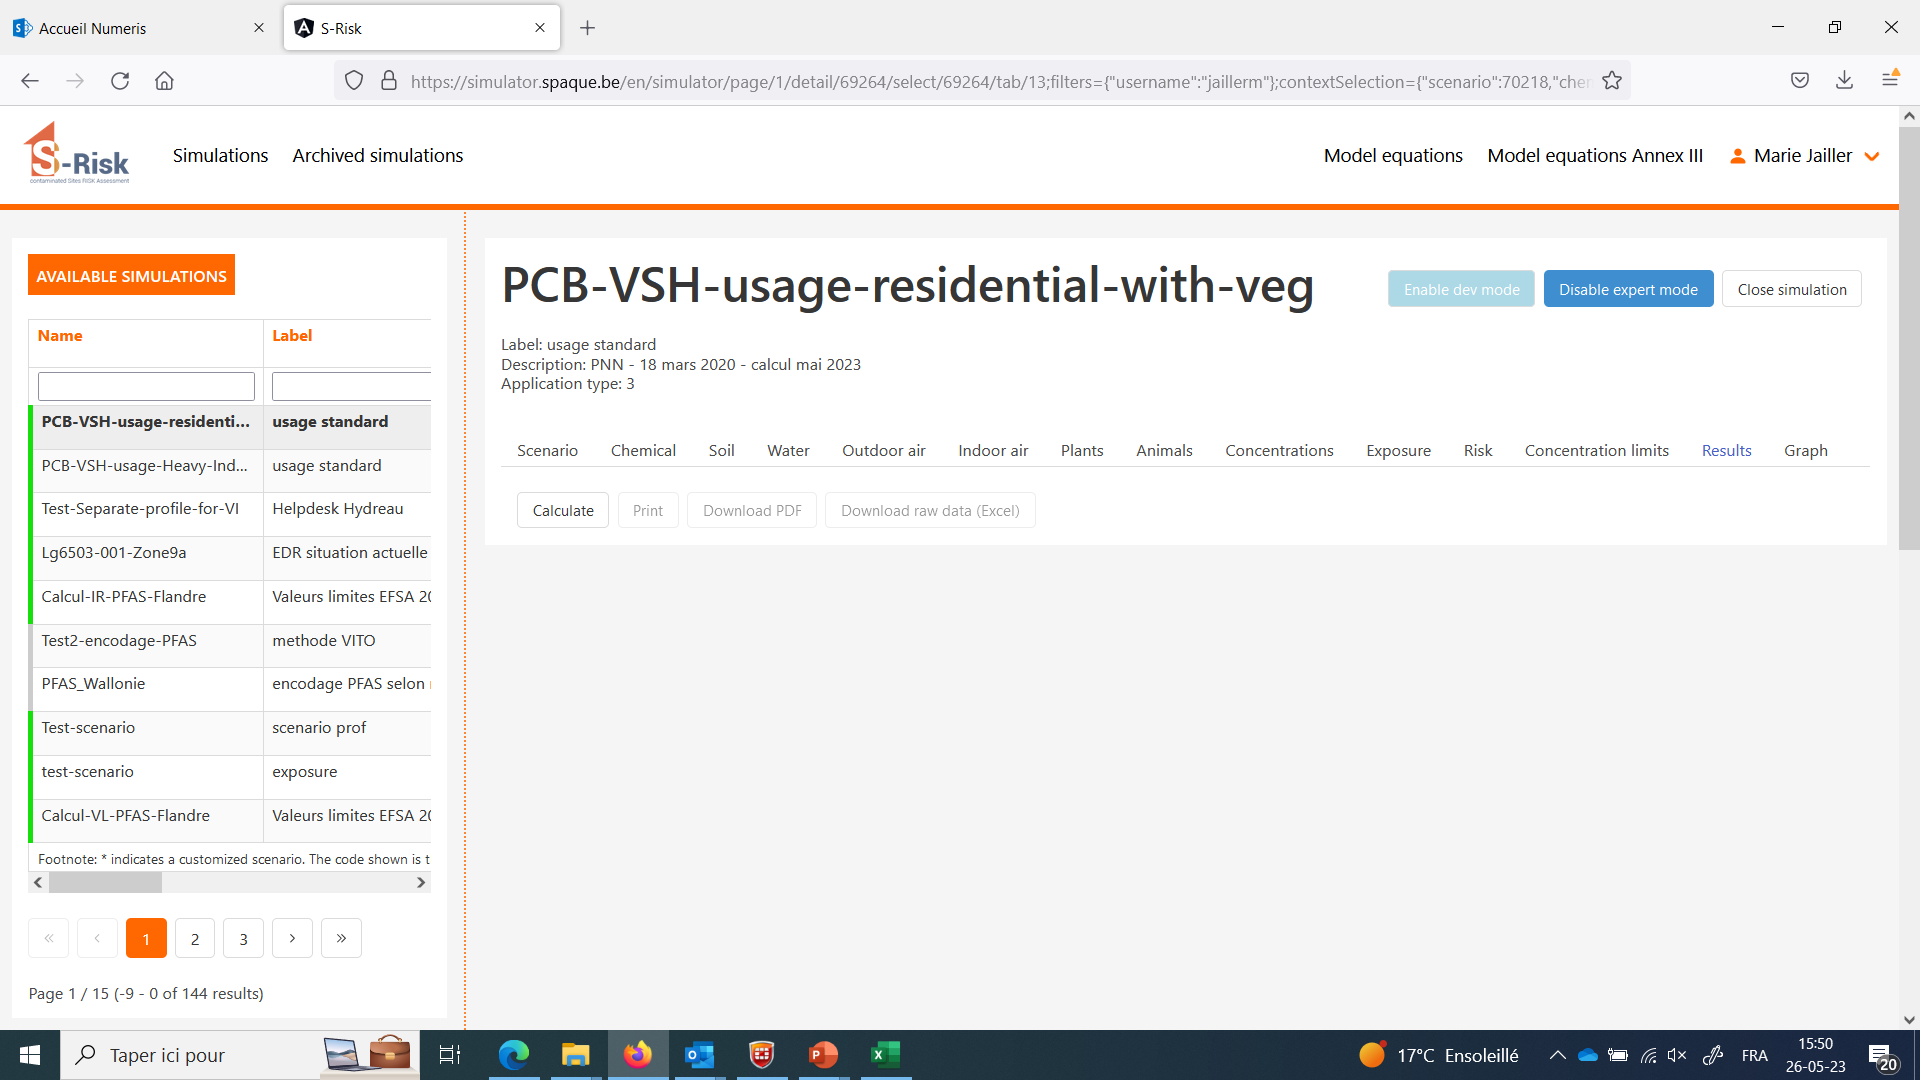 Accueil Numeris
S-Risk
https://simulator.spaque.be/en/simulator/page/1/detail/69264/select/69264/tab/13;filters={"username":"jaillerm"};contextSelection={"scenario":70218,"che
S-Risk
contaminated Sites RISK Assessment
Simulations
Archived simulations
Model equations
Model equations Annex III
Marie Jailler
AVAILABLE SIMULATIONS
Name Label
PCB-VSH-usage-residenti... usage standard
PCB-VSH-usage-Heavy-Ind... usage standard
Test-Separate-profile-for-VI Helpdesk Hydreau
Lg6503-001-Zone9a EDR situation actuelle
Calcul-IR-PFAS-Flandre Valeurs limites EFSA 20
Test2-encodage-PFAS methode VITO
PFAS_Wallonie encodage PFAS selon
Test-scenario scenario prof
test-scenario exposure
Calcul-VL-PFAS-Flandre Valeurs limites EFSA 20
Footnote: * indicates a customized scenario. The code shown is t
« ‹ 1 2 3 › »
Page 1 / 15 (-9 - 0 of 144 results)
PCB-VSH-usage-residential-with-veg
Enable dev mode
Disable expert mode
Close simulation
Label: usage standard
Description: PNN - 18 mars 2020 - calcul mai 2023
Application type: 3
Scenario Chemical Soil Water Outdoor air Indoor air Plants Animals Concentrations Exposure Risk Concentration limits Results Graph
Calculate Print Download PDF Download raw data (Excel)
Taper ici pour
17°C Ensoleillé
FRA
15:50
26-05-23
20